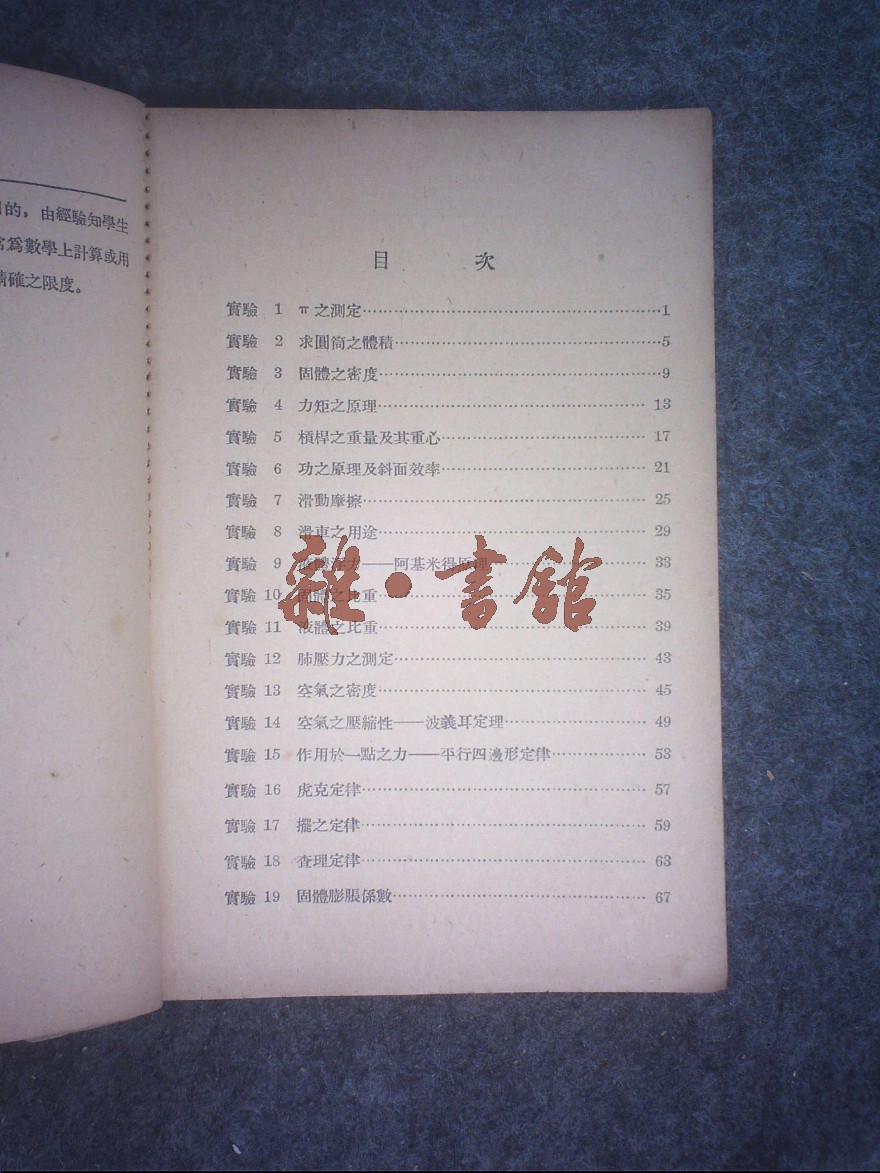 的，由經驗知學生
為數學上計算或用
確之限度。
目 次
實驗 1 π之測定……1
實驗 2 求圓筒之體積……5
實驗 3 固體之密度……9
實驗 4 力矩之原理……13
實驗 5 槓桿之重量及其重心……17
實驗 6 功之原理及斜面效率……21
實驗 7 滑動摩擦……25
實驗 8 滑車之用途……29
實驗 9 液體浮力——阿基米得原理……33
實驗 10 固體之比重……35
實驗 11 液體之比重……39
實驗 12 肺壓力之測定……43
實驗 13 空氣之密度……45
實驗 14 空氣之壓縮性——波義耳定理……49
實驗 15 作用於一點之力——平行四邊形定律……53
實驗 16 虎克定律……57
實驗 17 擺之定律……59
實驗 18 查理定律……63
實驗 19 固體膨脹係數……67
雜·書館